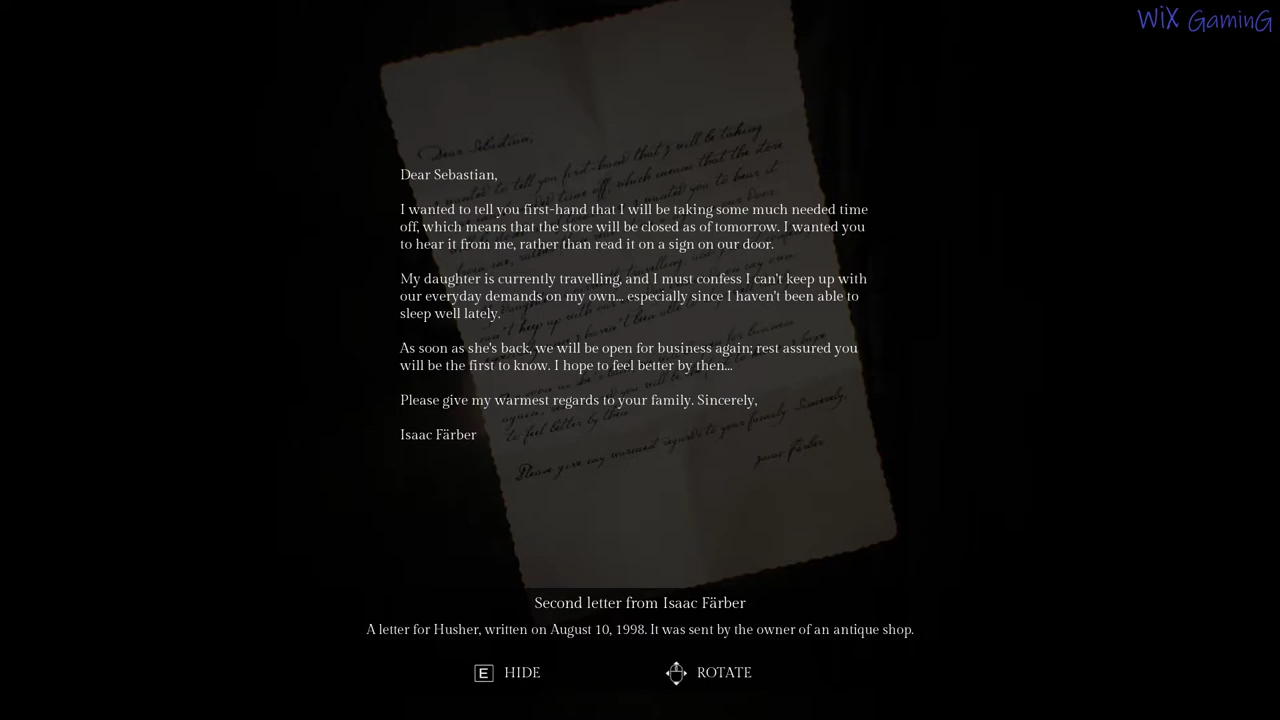 WiX GaminG
Dear Sebastian,
I wanted to tell you first-hand that I will be taking some much needed time
off, which means that the store will be closed as of tomorrow. I wanted you
to hear it from me, rather than read it on a sign on our door.
My daughter is currently travelling, and I must confess I can't keep up with
our everyday demands on my own... especially since I haven't been able to
sleep well lately.
As soon as she's back, we will be open for business again; rest assured you
will be the first to know. I hope to feel better by then...
Please give my warmest regards to your family. Sincerely,
Isaac Färber
Second letter from Isaac Färber
A letter for Husher, written on August 10, 1998. It was sent by the owner of an antique shop.
E HIDE
ROTATE